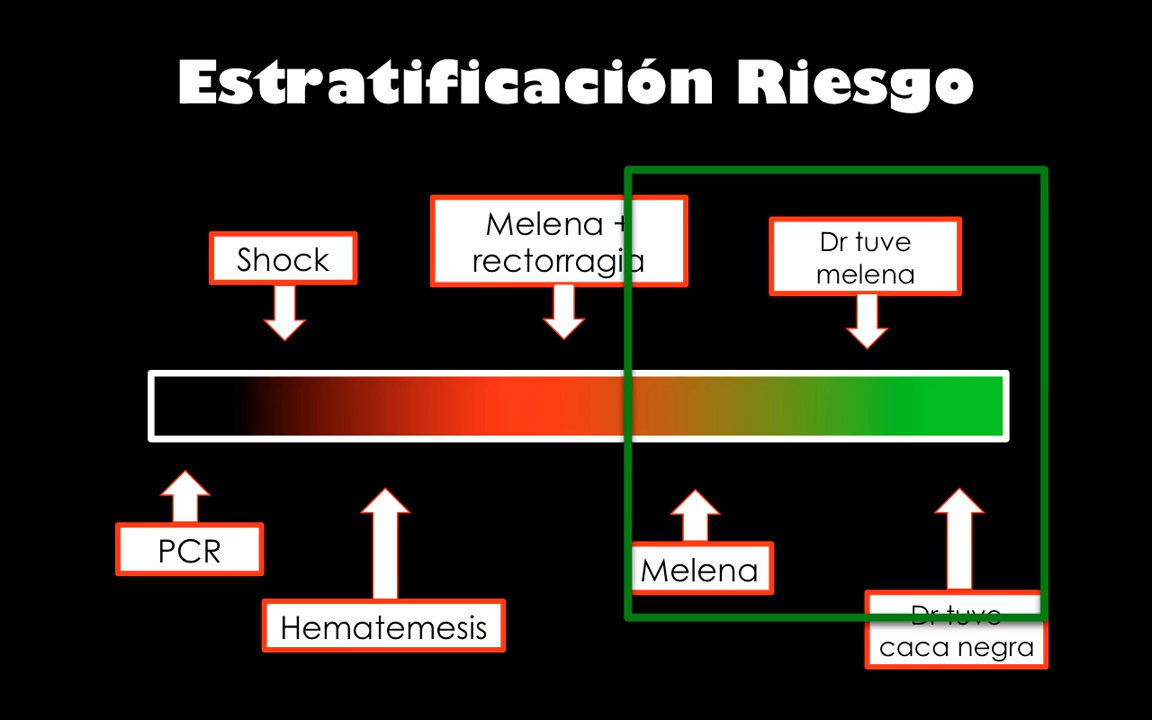 Estratificación Riesgo
Shock
Melena +
rectorragia
Dr tuve
melena
PCR
Hematemesis
Melena
Dr tuve
caca negra